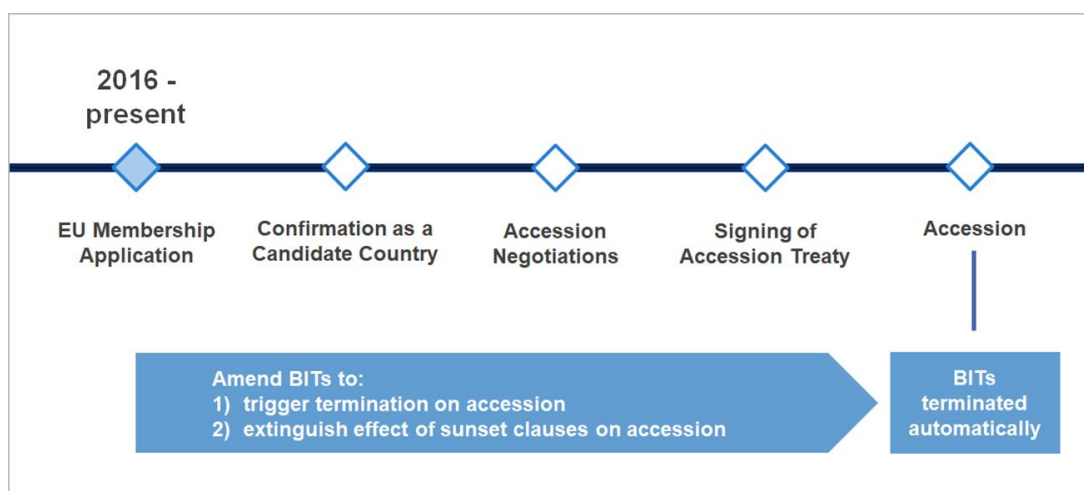 2016 -
present
EU Membership
Application
Confirmation as a
Candidate Country
Accession
Negotiations
Signing of
Accession Treaty
Accession
Amend BITs to:
1) trigger termination on accession
2) extinguish effect of sunset clauses on accession
BITs
terminated
automatically